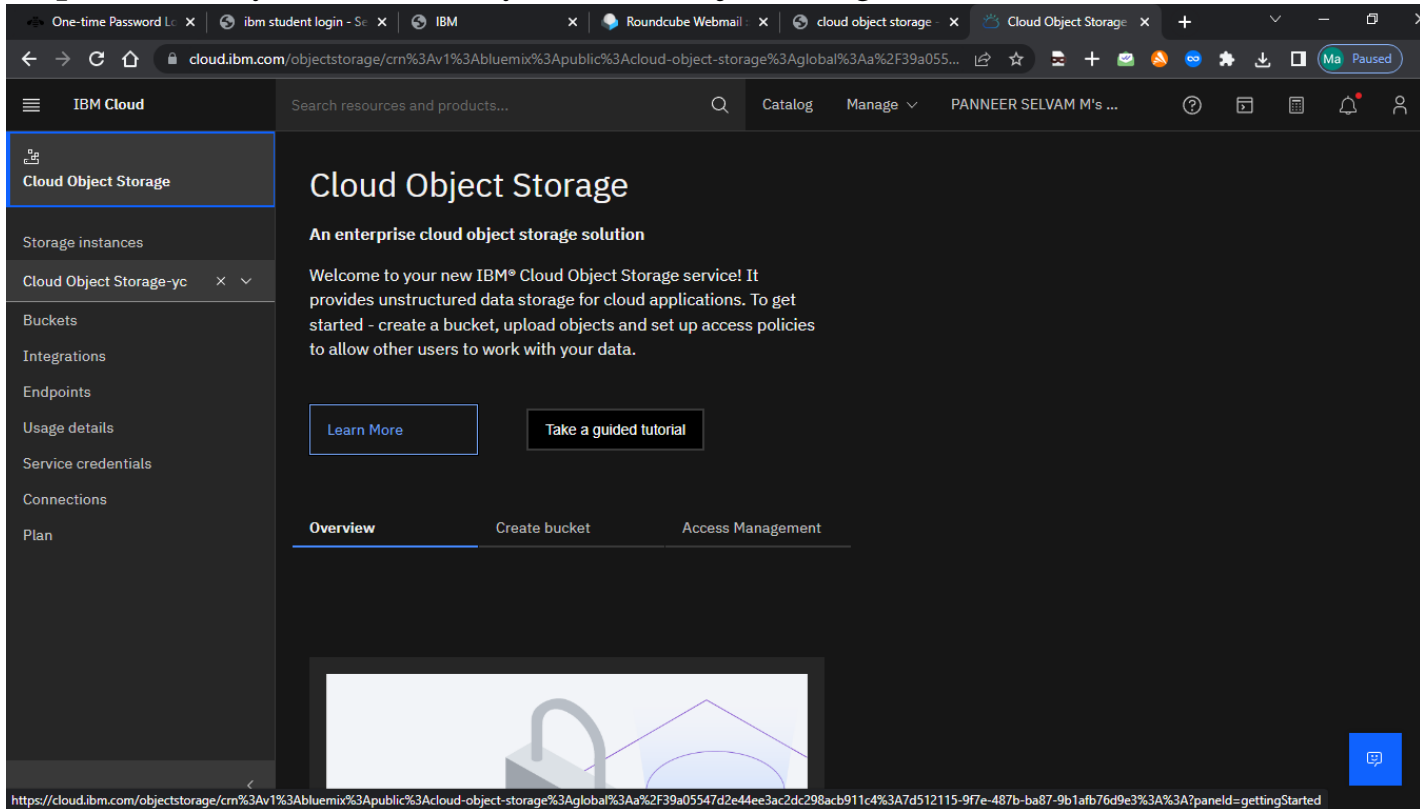 One-time Password Lo
ibm student login - Se
IBM
Roundcube Webmail :
cloud object storage -
Cloud Object Storage
cloud.ibm.com/objectstorage/crn%3Av1%3Abluemix%3Apublic%3Acloud-object-storage%3Aglobal%3Aa%2F39a055...
Ma Paused
IBM Cloud
Search resources and products...
Catalog
Manage
PANNEER SELVAM M's ...
Cloud Object Storage
Storage instances
Cloud Object Storage-yc
Buckets
Integrations
Endpoints
Usage details
Service credentials
Connections
Plan
Cloud Object Storage
An enterprise cloud object storage solution
Welcome to your new IBM® Cloud Object Storage service! It
provides unstructured data storage for cloud applications. To get
started - create a bucket, upload objects and set up access policies
to allow other users to work with your data.
Learn More
Take a guided tutorial
Overview
Create bucket
Access Management
https://cloud.ibm.com/objectstorage/crn%3Av1%3Abluemix%3Apublic%3Acloud-object-storage%3Aglobal%3Aa%2F39a05547d2e44ee3ac2dc298acb911c4%3A7d512115-9f7e-487b-ba87-9b1afb76d9e3%3A%3A?paneId=gettingStarted